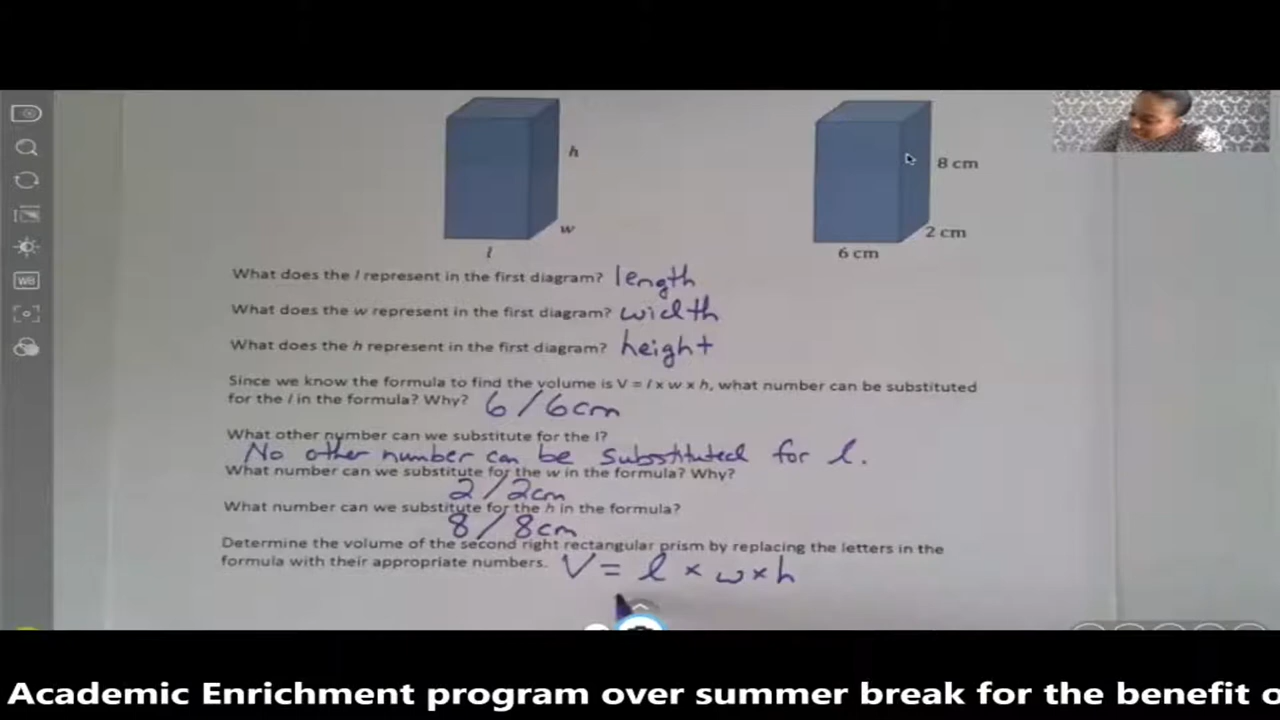 h
8 cm
w
2 cm
l
6 cm
What does the l represent in the first diagram? length
What does the w represent in the first diagram? width
What does the h represent in the first diagram? height
Since we know the formula to find the volume is V = l x w x h, what number can be substituted
for the l in the formula? Why? 6/6cm
What other number can we substitute for the l?
No other number can be substituted for l.
What number can we substitute for the w in the formula? Why?
2/2cm
What number can we substitute for the h in the formula?
8/8cm
Determine the volume of the second right rectangular prism by replacing the letters in the
formula with their appropriate numbers. V = l × w × h
Academic Enrichment program over summer break for the benefit o